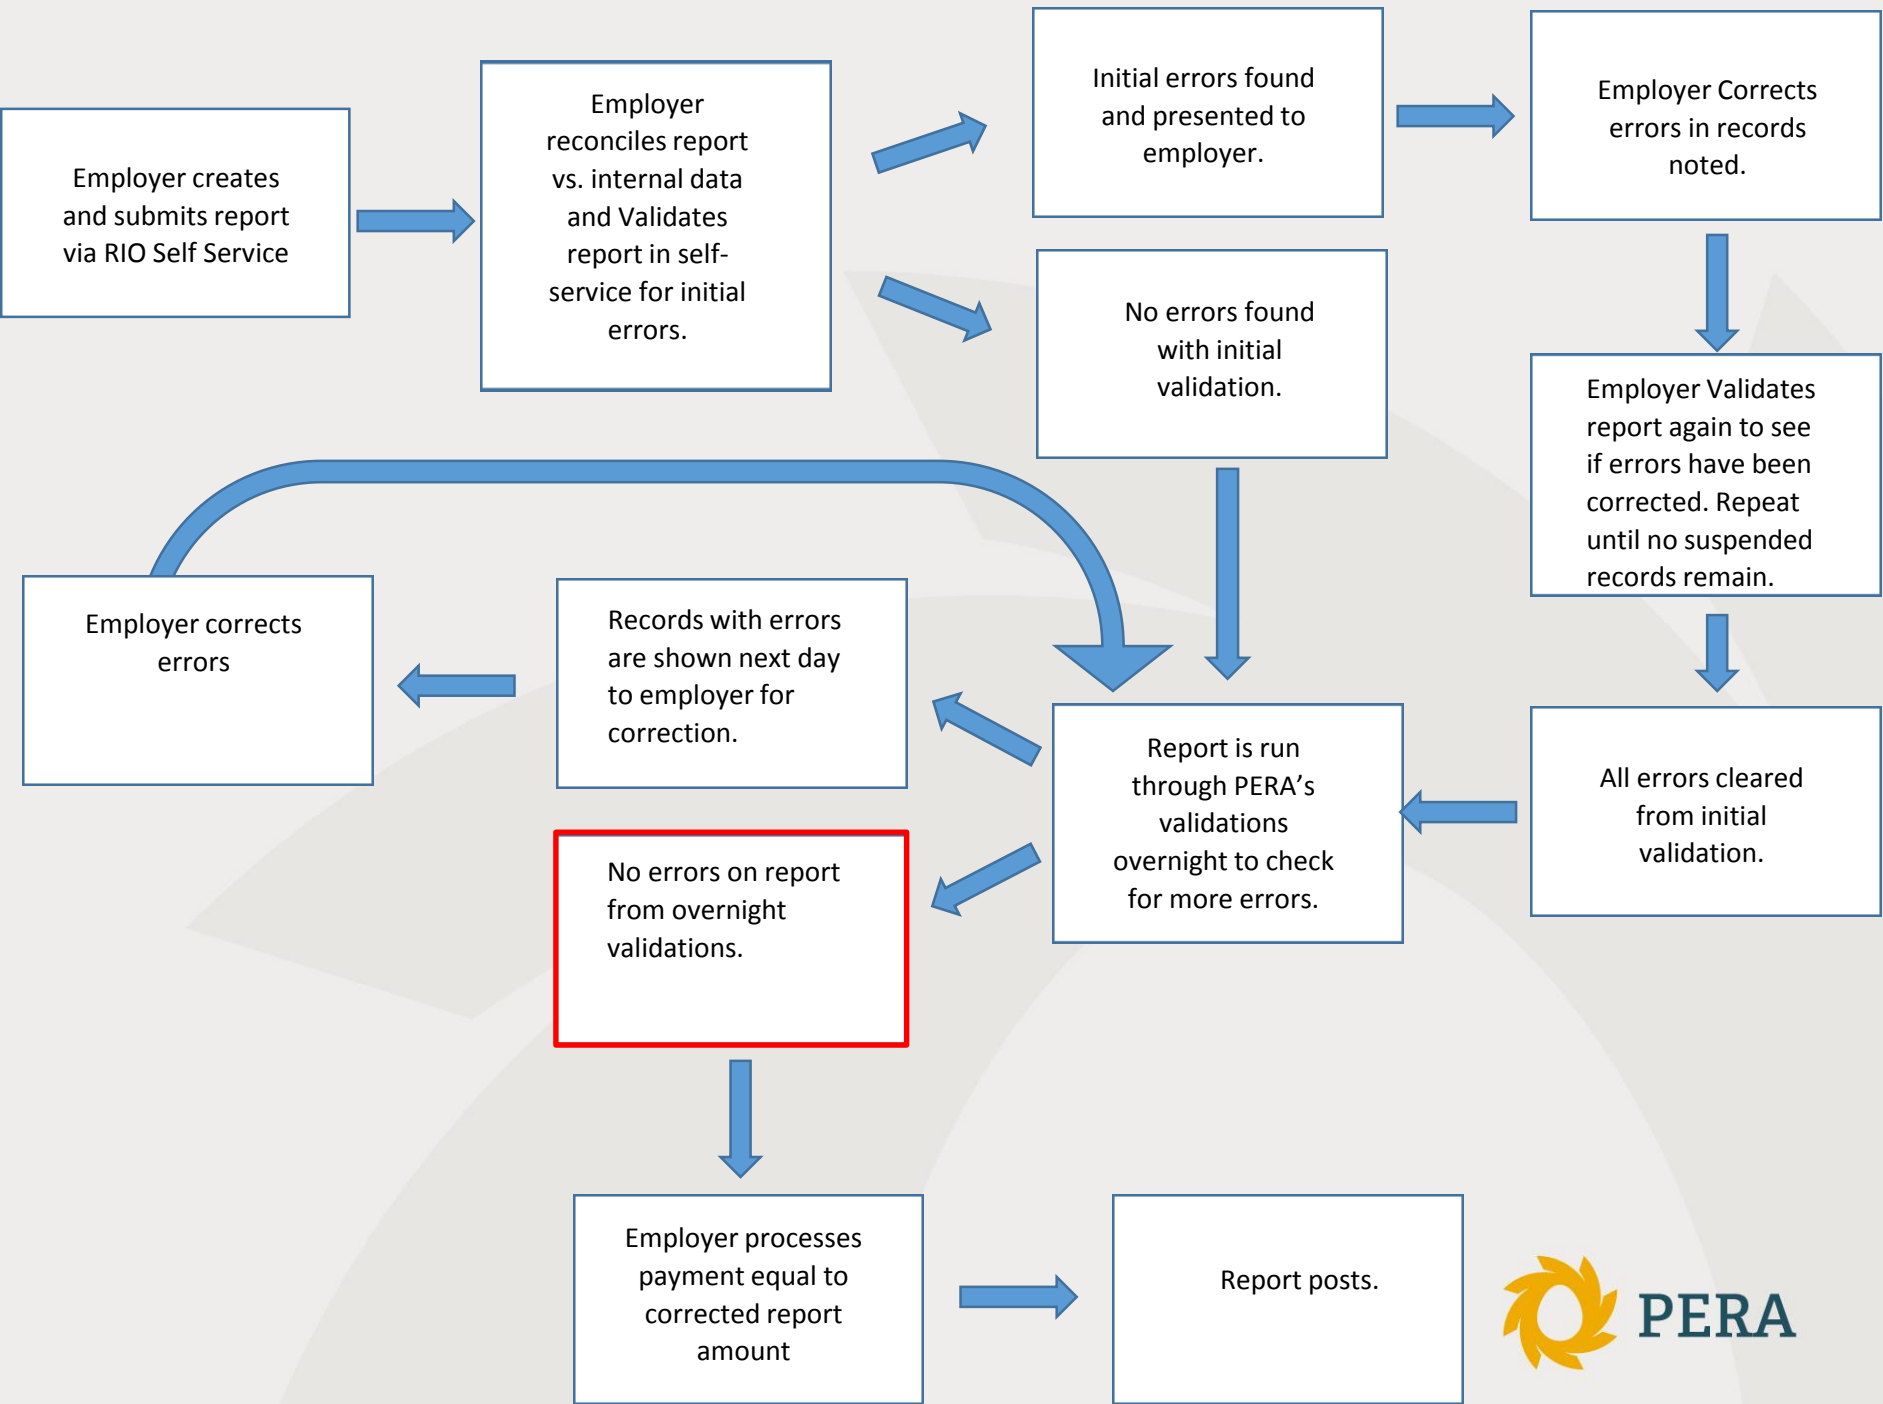 Employer creates
and submits report
via RIO Self Service
Employer
reconciles report
vs. internal data
and Validates
report in self-
service for initial
errors.
Initial errors found
and presented to
employer.
Employer Corrects
errors in records
noted.
No errors found
with initial
validation.
Employer Validates
report again to see
if errors have been
corrected. Repeat
until no suspended
records remain.
All errors cleared
from initial
validation.
Report is run
through PERA’s
validations
overnight to check
for more errors.
Records with errors
are shown next day
to employer for
correction.
Employer corrects
errors
No errors on report
from overnight
validations.
Employer processes
payment equal to
corrected report
amount
Report posts.
PERA